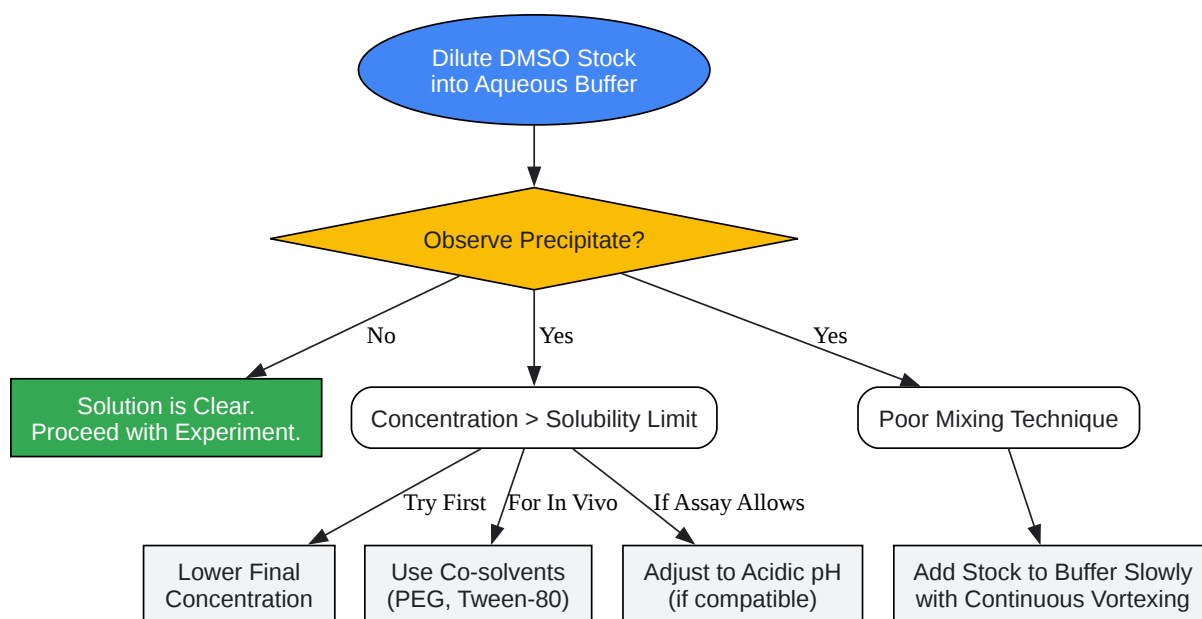 Dilute DMSO Stock
into Aqueous Buffer
Observe Precipitate?
No
Yes
Yes
Solution is Clear.
Proceed with Experiment.
Concentration > Solubility Limit
Poor Mixing Technique
Try First
For In Vivo
If Assay Allows
Lower Final
Concentration
Use Co-solvents
(PEG, Tween-80)
Adjust to Acidic pH
(if compatible)
Add Stock to Buffer Slowly
with Continuous Vortexing